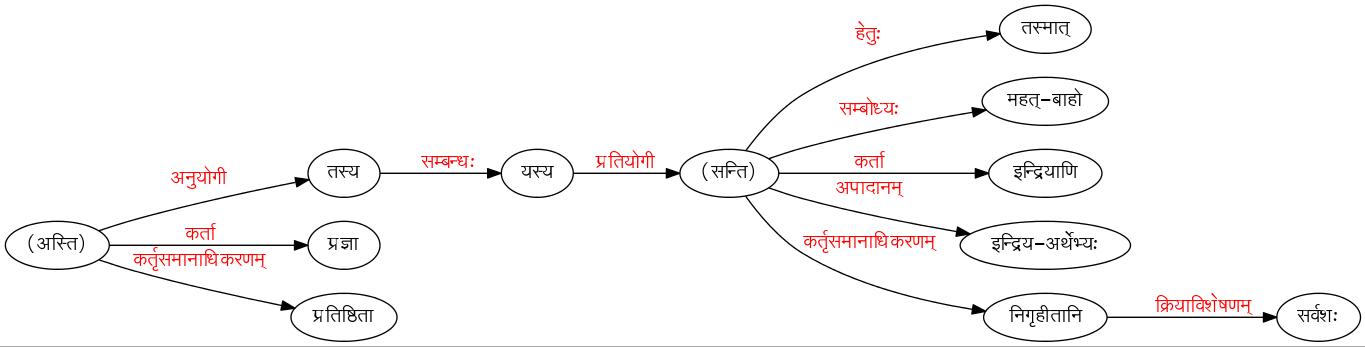 हेतुः
तस्मात्
सम्बोध्यः
महत्-बाहो
अनुयोगी
तस्य
सम्बन्धः
यस्य
प्रतियोगी
(सन्ति)
कर्ता
इन्द्रियाणि
अपादानम्
(अस्ति)
कर्ता
प्रज्ञा
कर्तृसमानाधिकरणम्
इन्द्रिय-अर्थेभ्यः
कर्तृसमानाधिकरणम्
प्रतिष्ठिता
निगृहीतानि
क्रियाविशेषणम्
सर्वशः